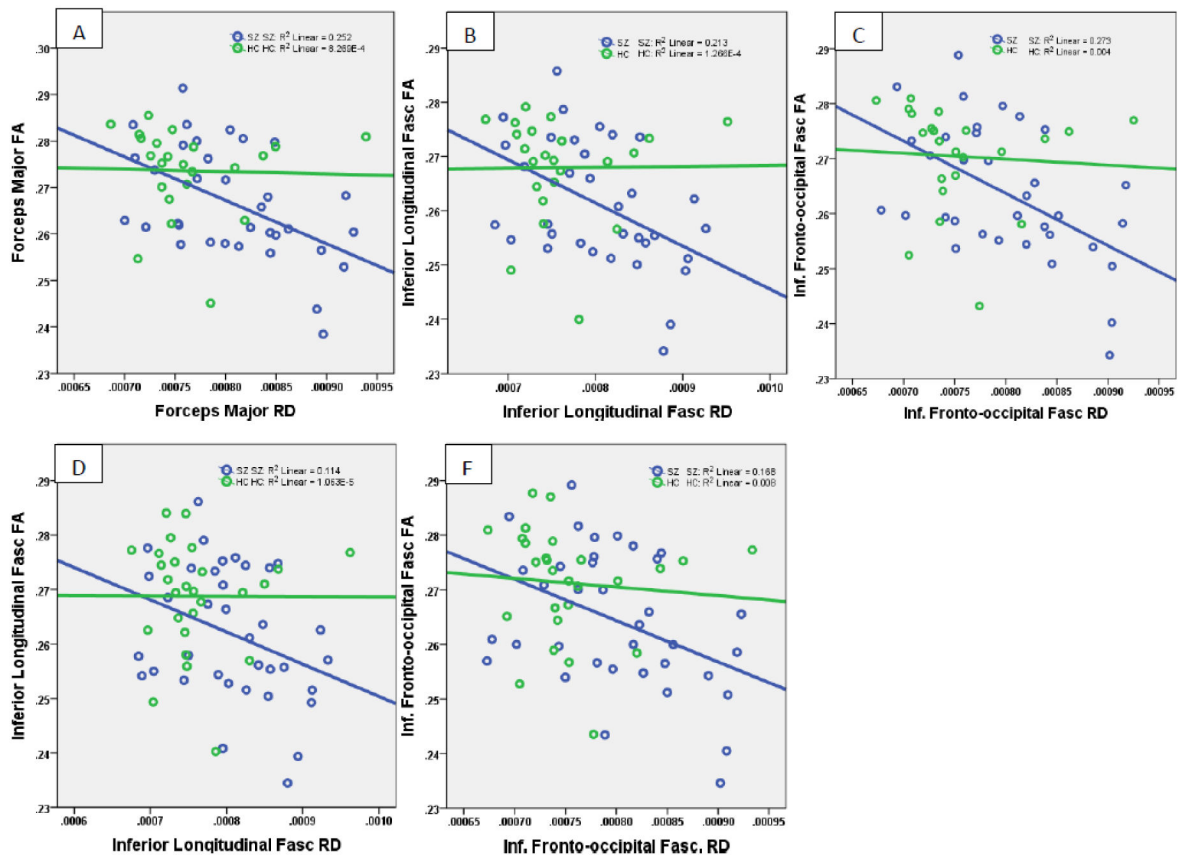 A
SZ SZ: R² Linear = 0.252
HC HC: R² Linear = 8.269E-4
Forceps Major FA
.30
.29
.28
.27
.26
.25
.24
.23
.00065 .00070 .00075 .00080 .00085 .00090 .00095
Forceps Major RD
B
SZ SZ: R² Linear = 0.213
HC HC: R² Linear = 1.266E-4
Inferior Longitudinal Fasc FA
.29
.28
.27
.26
.25
.24
.23
.0007 .0008 .0009 .0010
Inferior Longitudinal Fasc RD
C
SZ SZ: R² Linear = 0.273
HC HC: R² Linear = 0.004
Inf. Fronto-occipital Fasc FA
.29
.28
.27
.26
.25
.24
.23
.00065 .00070 .00075 .00080 .00085 .00090 .00095
Inf. Fronto-occipital Fasc RD
D
SZ SZ: R² Linear = 0.114
HC HC: R² Linear = 1.063E-5
Inferior Longitudinal Fasc FA
.29
.28
.27
.26
.25
.24
.23
.0006 .0007 .0008 .0009 .0010
Inferior Longitudinal Fasc RD
F
SZ SZ: R² Linear = 0.168
HC HC: R² Linear = 0.008
Inf. Fronto-occipital Fasc FA
.29
.28
.27
.26
.25
.24
.23
.00065 .00070 .00075 .00080 .00085 .00090 .00095
Inf. Fronto-occipital Fasc. RD